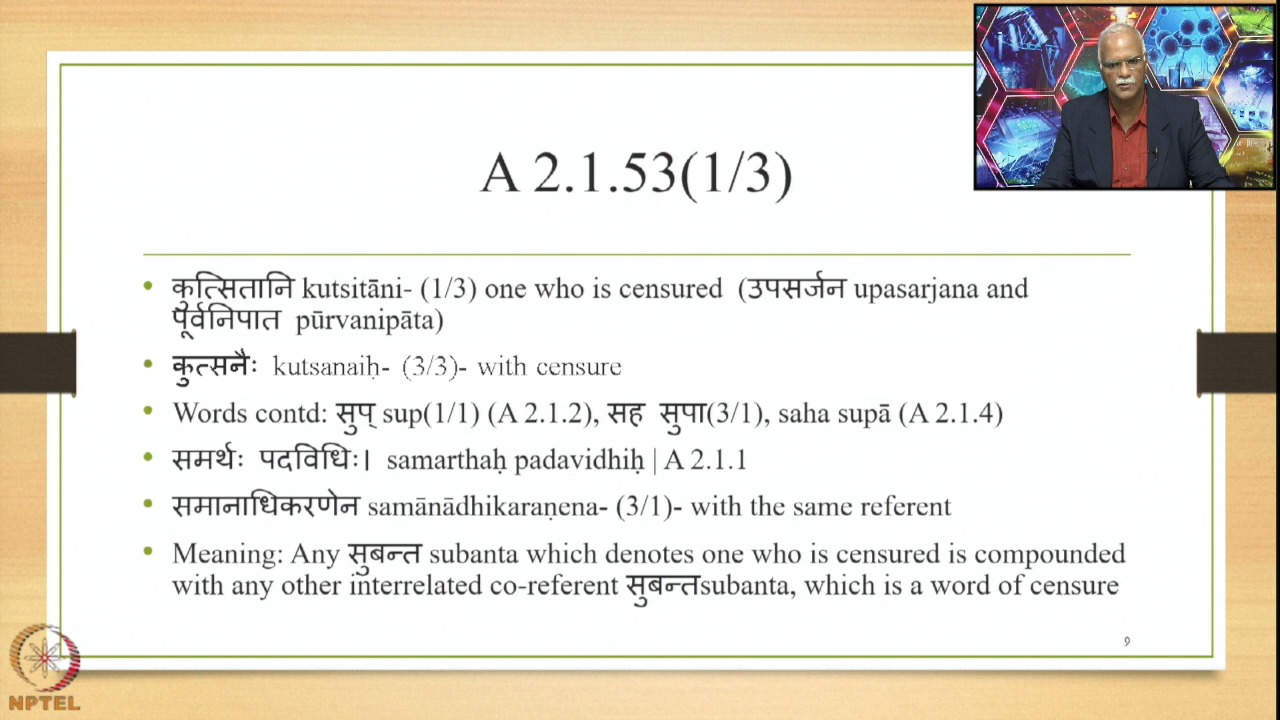 A 2.1.53(1/3)
• कुत्सितानि kutsitāni- (1/3) one who is censured (उपसर्जन upasarjana and
पूर्वनिपात pūrvanipāta)
• कुत्सनैः kutsanaiḥ- (3/3)- with censure
• Words contd: सुप् sup(1/1) (A 2.1.2), सह सुपा(3/1), saha supā (A 2.1.4)
• समर्थः पदविधिः। samarthaḥ padavidhiḥ | A 2.1.1
• समानाधिकरणेन samānādhikaraṇena- (3/1)- with the same referent
• Meaning: Any सुबन्त subanta which denotes one who is censured is compounded
with any other interrelated co-referent सुबन्तsubanta, which is a word of censure
9
NPTEL